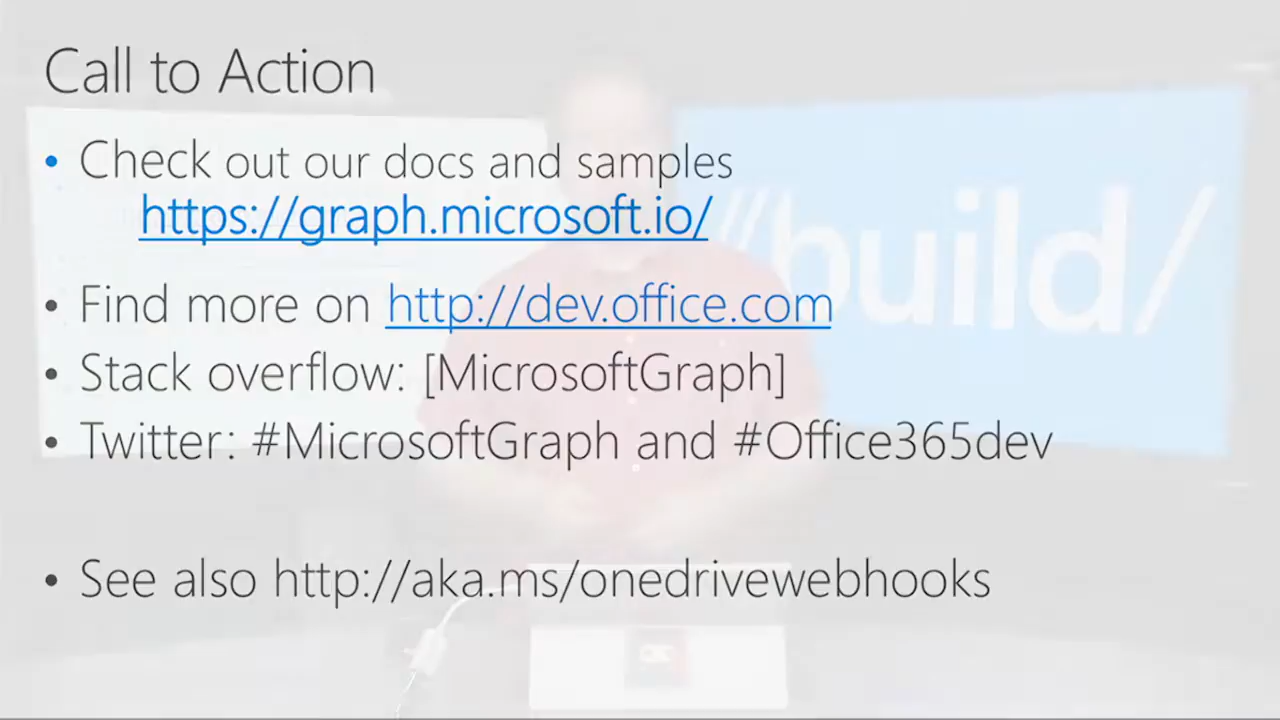 Call to Action
• Check out our docs and samples
https://graph.microsoft.io/
• Find more on http://dev.office.com
• Stack overflow: [MicrosoftGraph]
• Twitter: #MicrosoftGraph and #Office365dev
• See also http://aka.ms/onedrivewebhooks
//build/